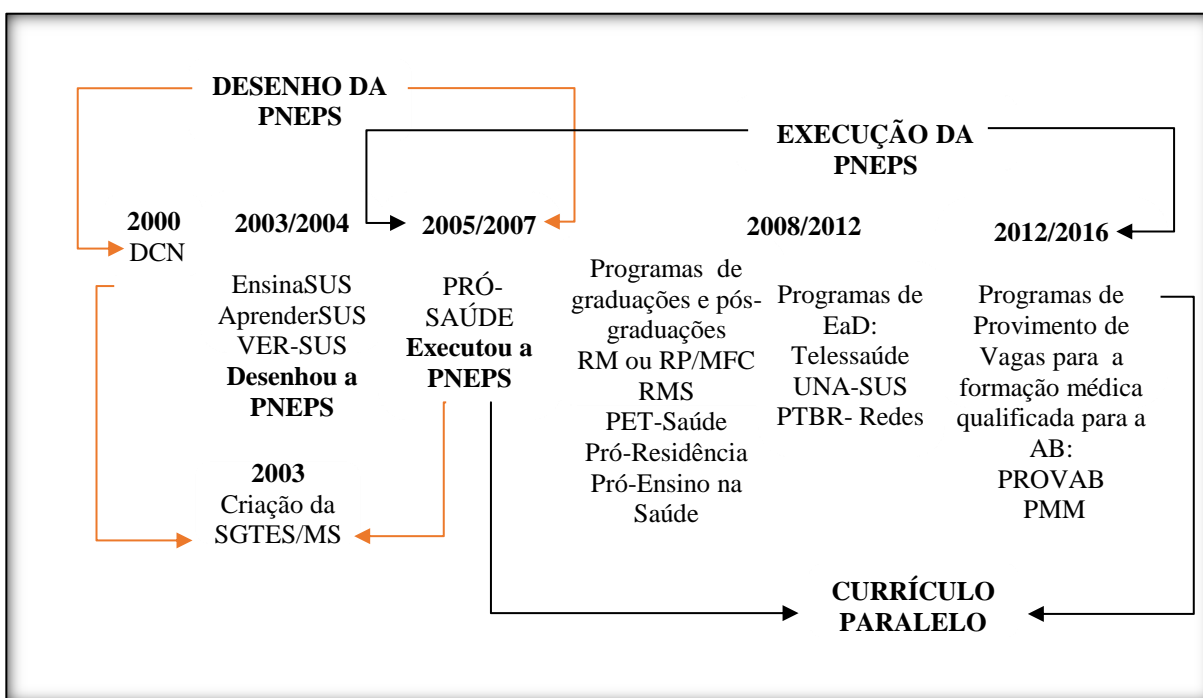 DESENHO DA
PNEPS
EXECUÇÃO DA
PNEPS
2000
DCN
2003/2004
EnsinaSUS
AprenderSUS
VER-SUS
Desenhou a
PNEPS
2003
Criação da
SGTES/MS
2005/2007
PRÓ-
SAÚDE
Executou a
PNEPS
2008/2012
Programas de
graduações e pós-
graduações
RM ou RP/MFC
RMS
PET-Saúde
Pró-Residência
Pró-Ensino na
Saúde
Programas de
EaD:
Telessaúde
UNA-SUS
PTBR- Redes
2012/2016
Programas de
Provimento de
Vagas para a
formação médica
qualificada para a
AB:
PROVAB
PMM
CURRÍCULO
PARALELO